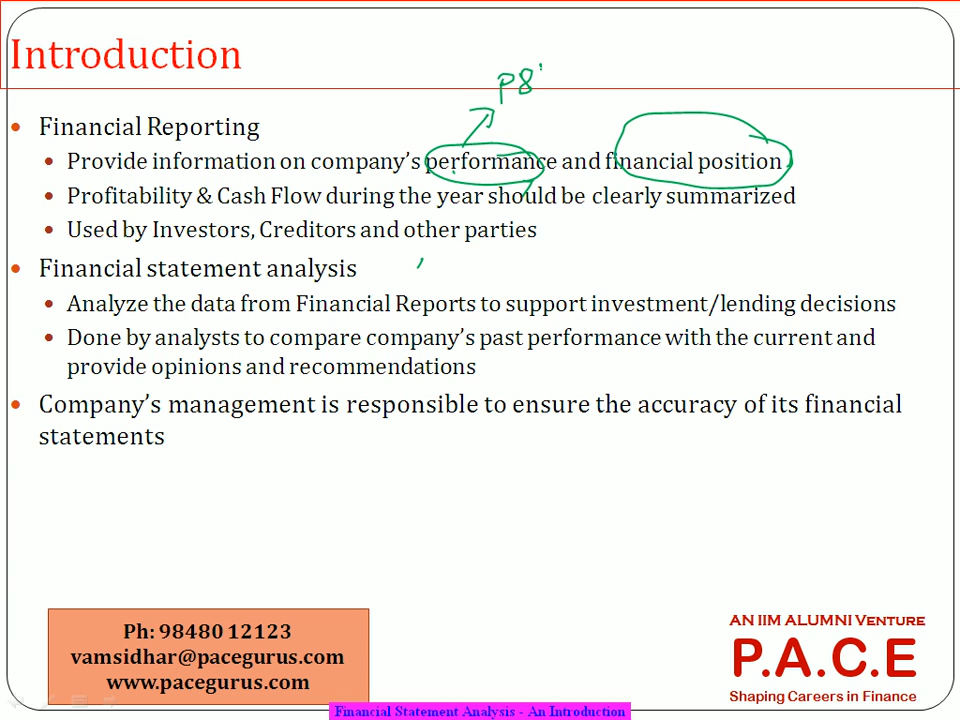 Introduction
P8
Financial Reporting
Provide information on company's performance and financial position
Profitability & Cash Flow during the year should be clearly summarized
Used by Investors, Creditors and other parties
Financial statement analysis
Analyze the data from Financial Reports to support investment/lending decisions
Done by analysts to compare company's past performance with the current and
provide opinions and recommendations
Company's management is responsible to ensure the accuracy of its financial
statements
Ph: 98480 12123
vamsidhar@pacegurus.com
www.pacegurus.com
AN IIM ALUMNI VENTURE
P.A.C.E
Shaping Careers in Finance
Financial Statement Analysis - An Introduction